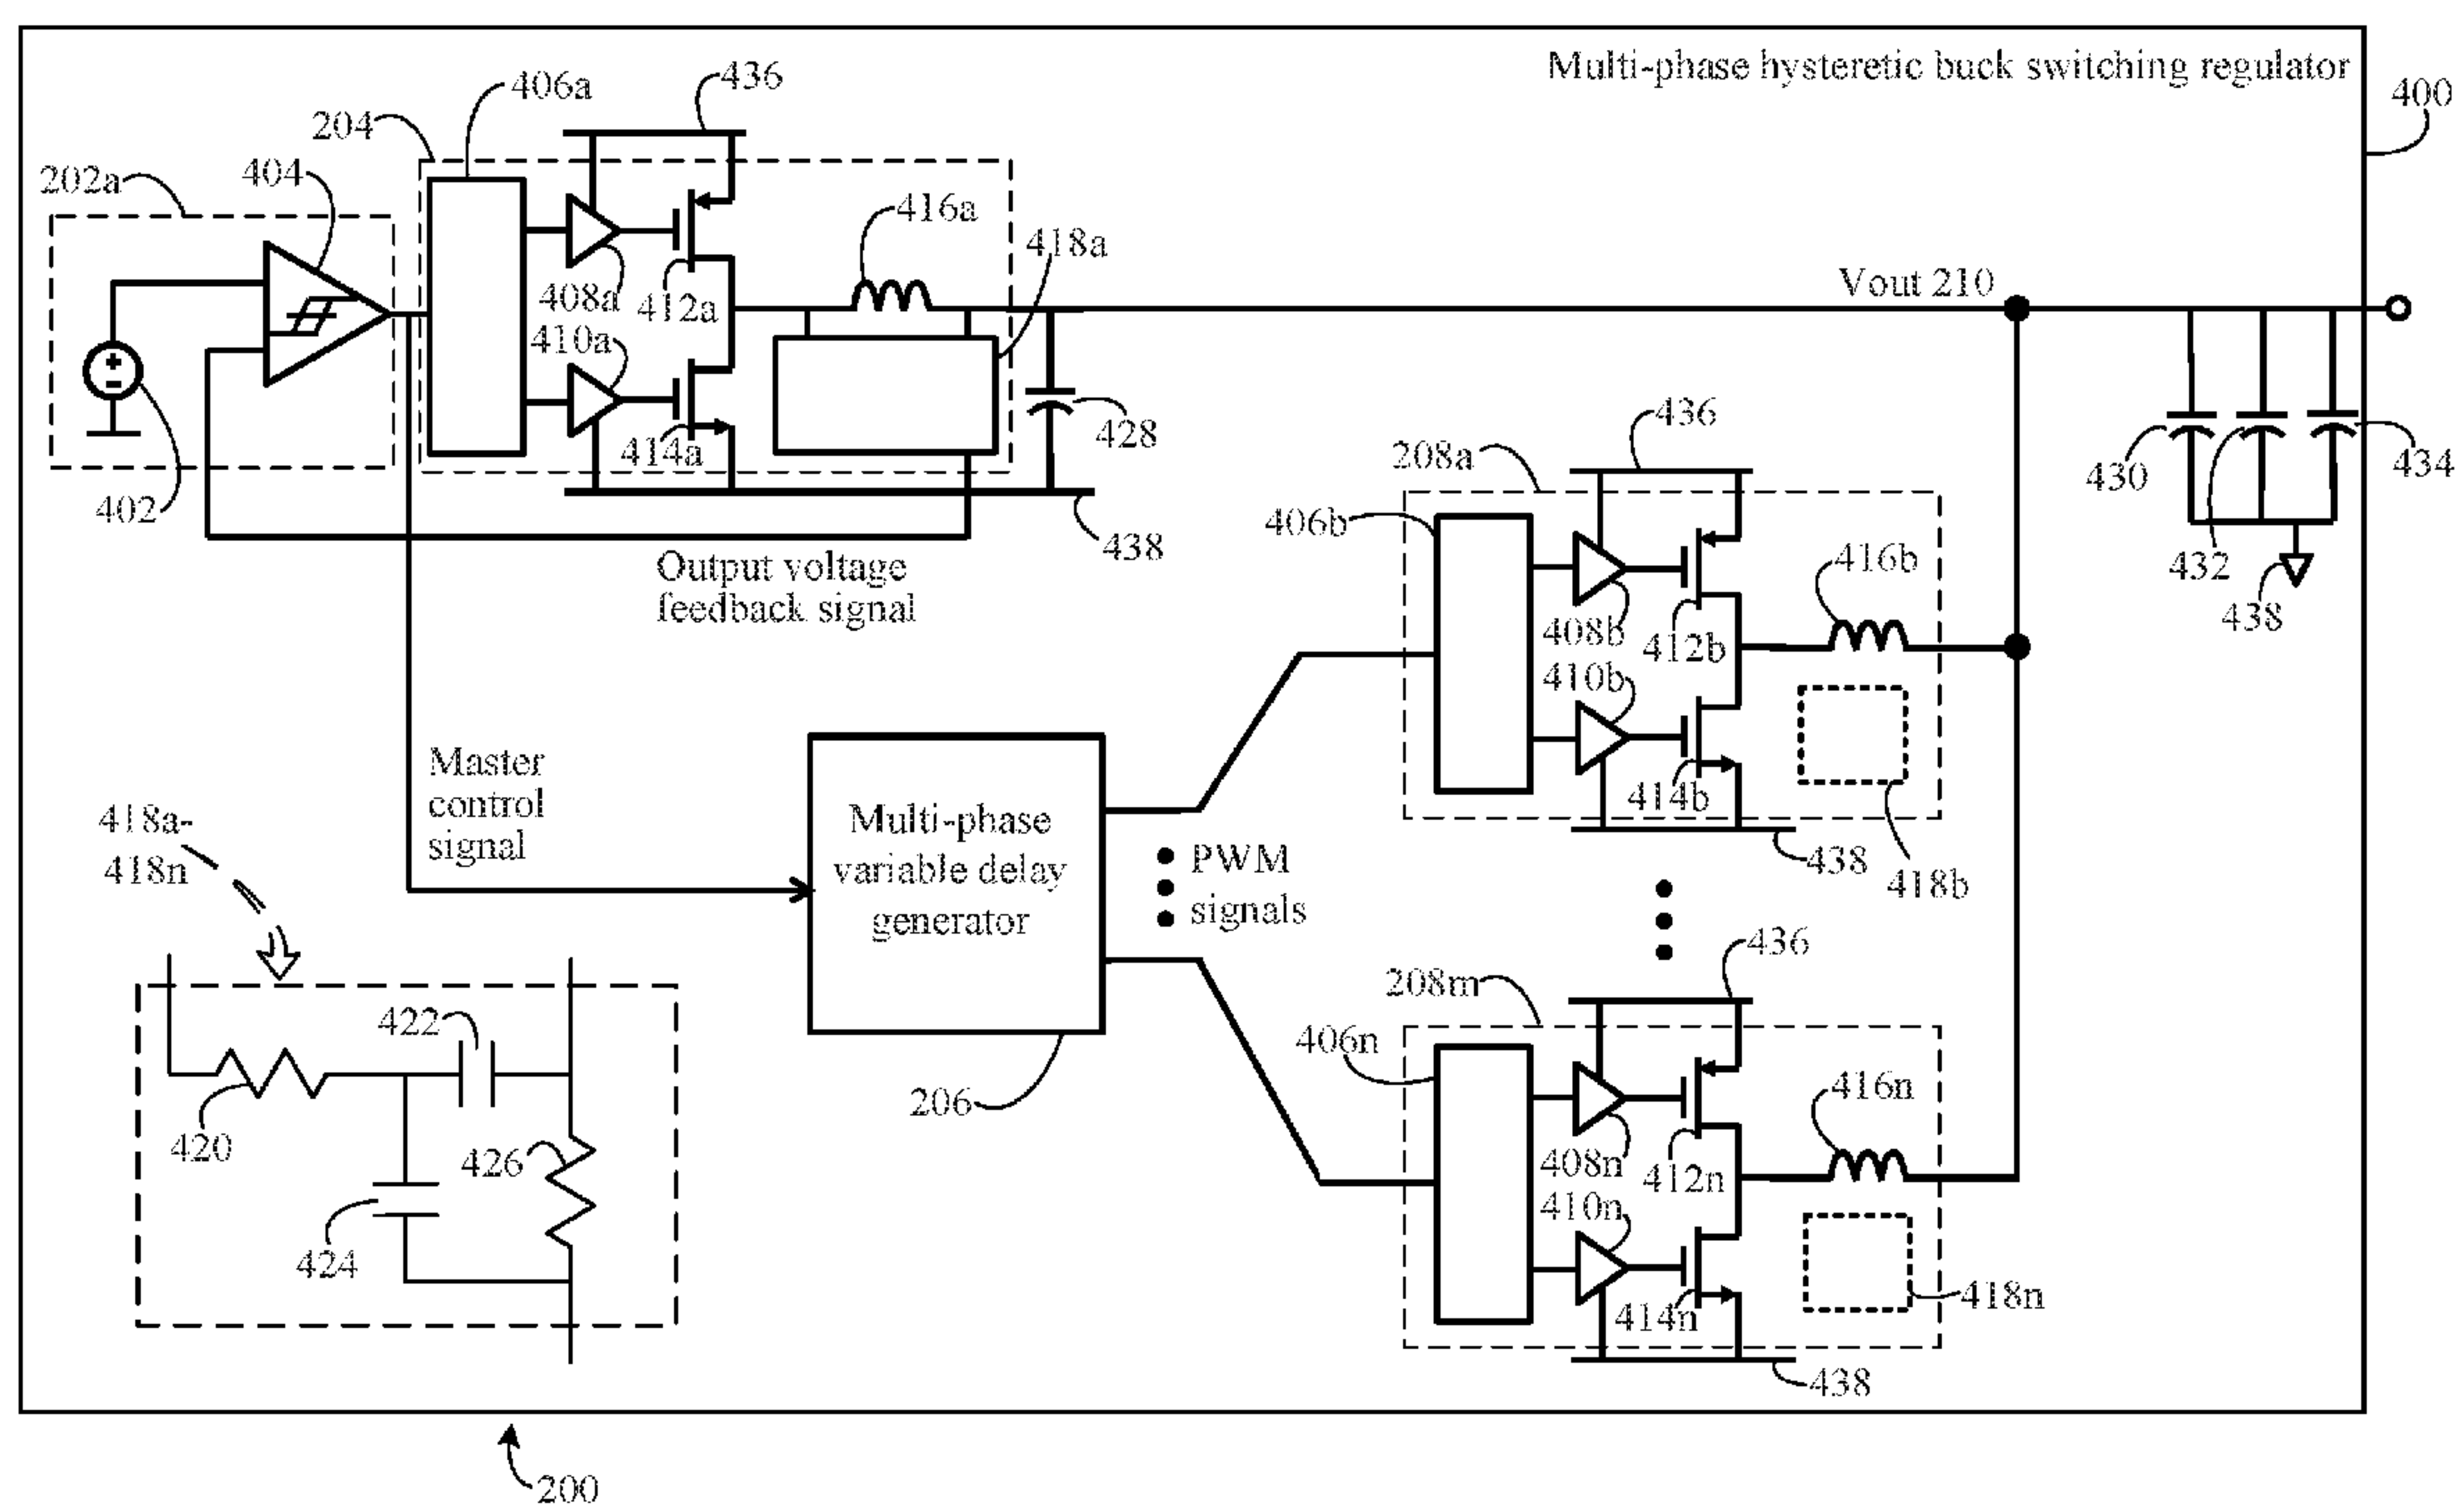 Multi-phase hysteretic buck switching regulator
400
436
406a
204
404
202a
416a
418a
408a
412a
Vout 210
410a
428
414a
402
438
Output voltage
feedback signal
436
208a
406b
416b
408b
412b
410b
414b
438
418b
430
432
434
438
Master
control
signal
Multi-phase
variable delay
generator
206
PWM
signals
418a-
418n
422
420
426
424
436
208m
406n
416n
408n
412n
410n
414n
418n
438
200